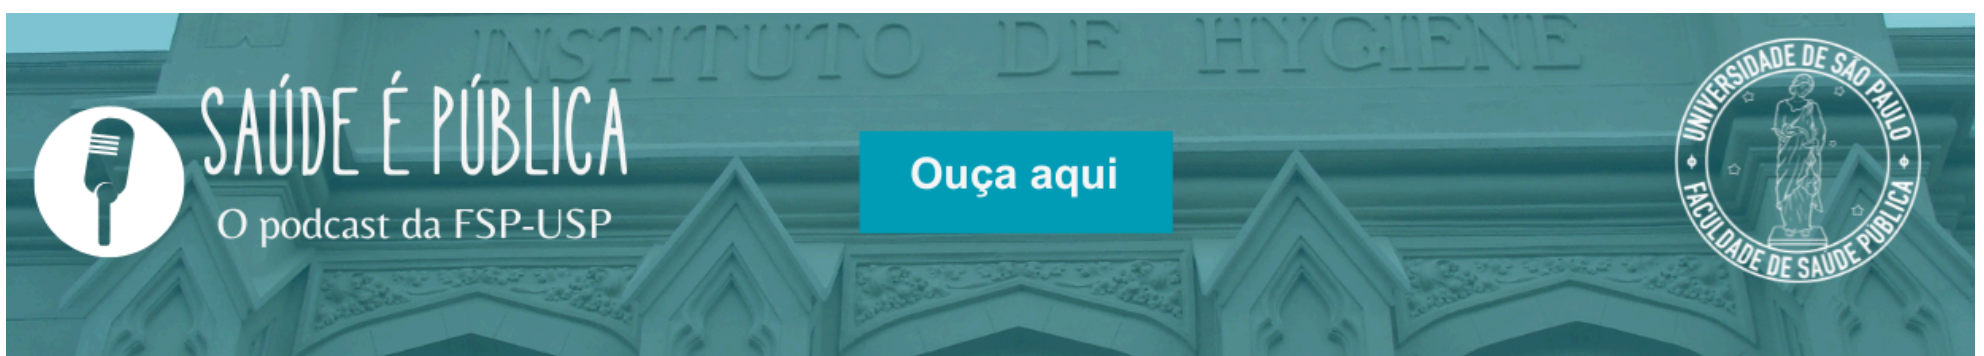 INSTITUTO DE HYGIENE
SAÚDE É PÚBLICA
O podcast da FSP-USP
Ouça aqui
UNIVERSIDADE DE SÃO PAULO
FACULDADE DE SAÚDE PÚBLICA